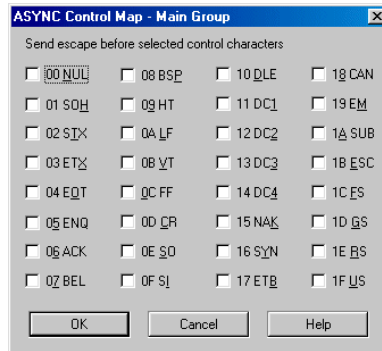 ASYNC Control Map - Main Group
Send escape before selected control characters
00 NUL 08 BSP 10 DLE 18 CAN
01 SOH 09 HT 11 DC1 19 EM
02 STX 0A LF 12 DC2 1A SUB
03 ETX 0B VT 13 DC3 1B ESC
04 EOT 0C FF 14 DC4 1C FS
05 ENQ 0D CR 15 NAK 1D GS
06 ACK 0E SO 16 SYN 1E RS
07 BEL 0F SI 17 ETB 1F US
OK Cancel Help